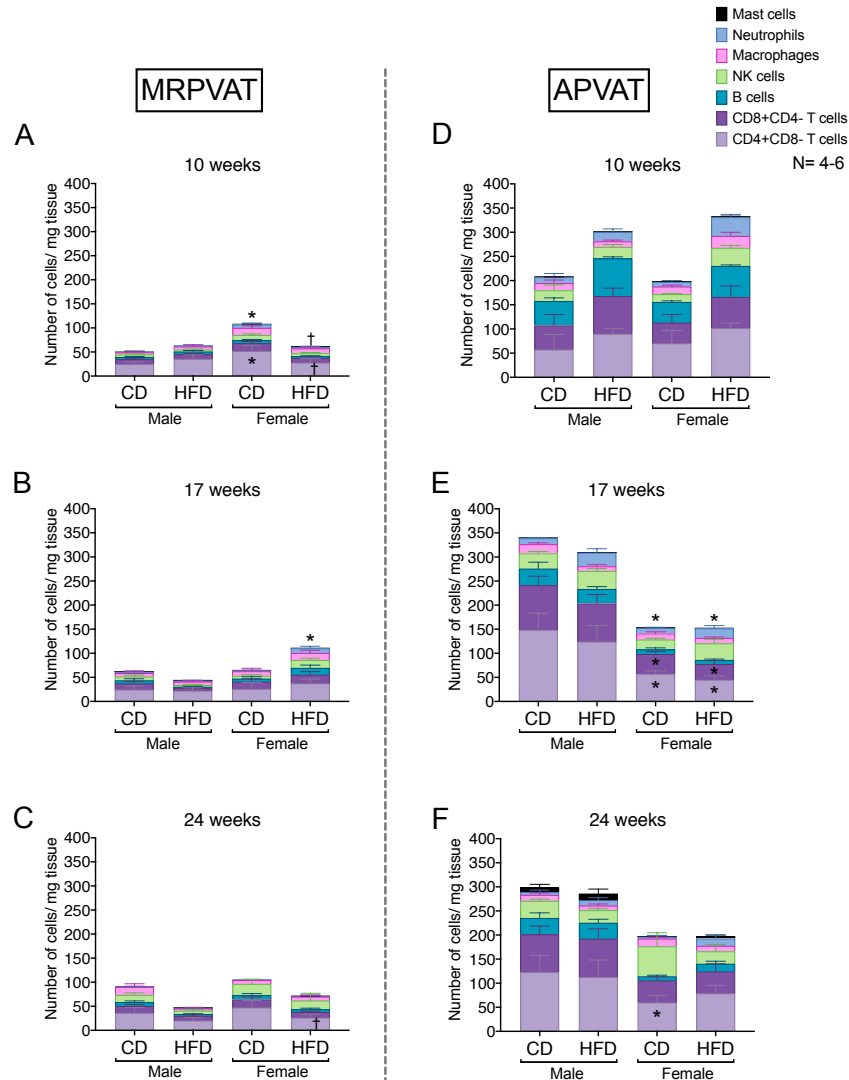 Mast cells
Neutrophils
Macrophages
NK cells
B cells
CD8+CD4- T cells
CD4+CD8- T cells
N= 4-6
MRPVAT
APVAT
A
10 weeks
Number of cells/ mg tissue
400
350
300
250
200
150
100
50
0
*
*
†
†
CD
HFD
CD
HFD
Male
Female
D
10 weeks
Number of cells/ mg tissue
400
350
300
250
200
150
100
50
0
CD
HFD
CD
HFD
Male
Female
B
17 weeks
Number of cells/ mg tissue
400
350
300
250
200
150
100
50
0
*
CD
HFD
CD
HFD
Male
Female
E
17 weeks
Number of cells/ mg tissue
400
350
300
250
200
150
100
50
0
*
*
*
*
*
*
CD
HFD
CD
HFD
Male
Female
C
24 weeks
Number of cells/ mg tissue
400
350
300
250
200
150
100
50
0
†
CD
HFD
CD
HFD
Male
Female
F
24 weeks
Number of cells/ mg tissue
400
350
300
250
200
150
100
50
0
*
CD
HFD
CD
HFD
Male
Female